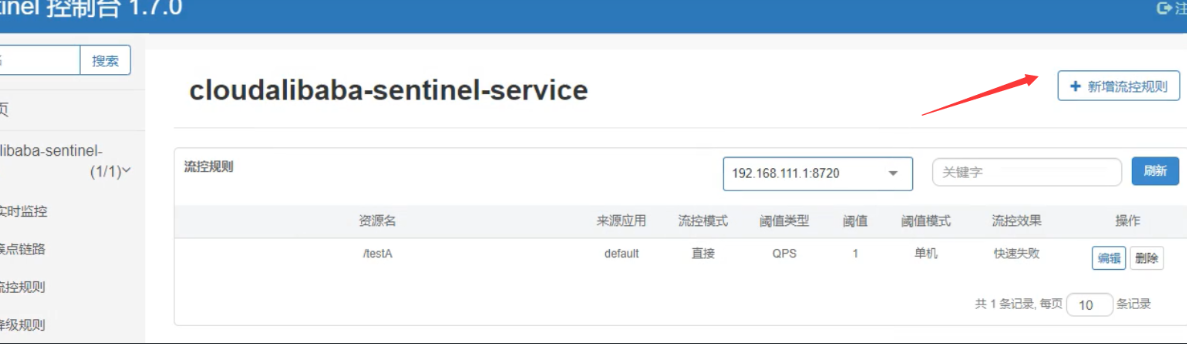 tinel 控制台 1.7.0
注
搜索
页
cloudalibaba-sentinel-service
+ 新增流控规则
libaba-sentinel-
(1/1)
流控规则
192.168.111.1:8720
关键字
刷新
实时监控
资源名 来源应用 流控模式 阈值类型 阈值 阈值模式 流控效果 操作
簇点链路
/testA default 直接 QPS 1 单机 快速失败 编辑 删除
流控规则
共 1 条记录, 每页 10 条记录
降级规则